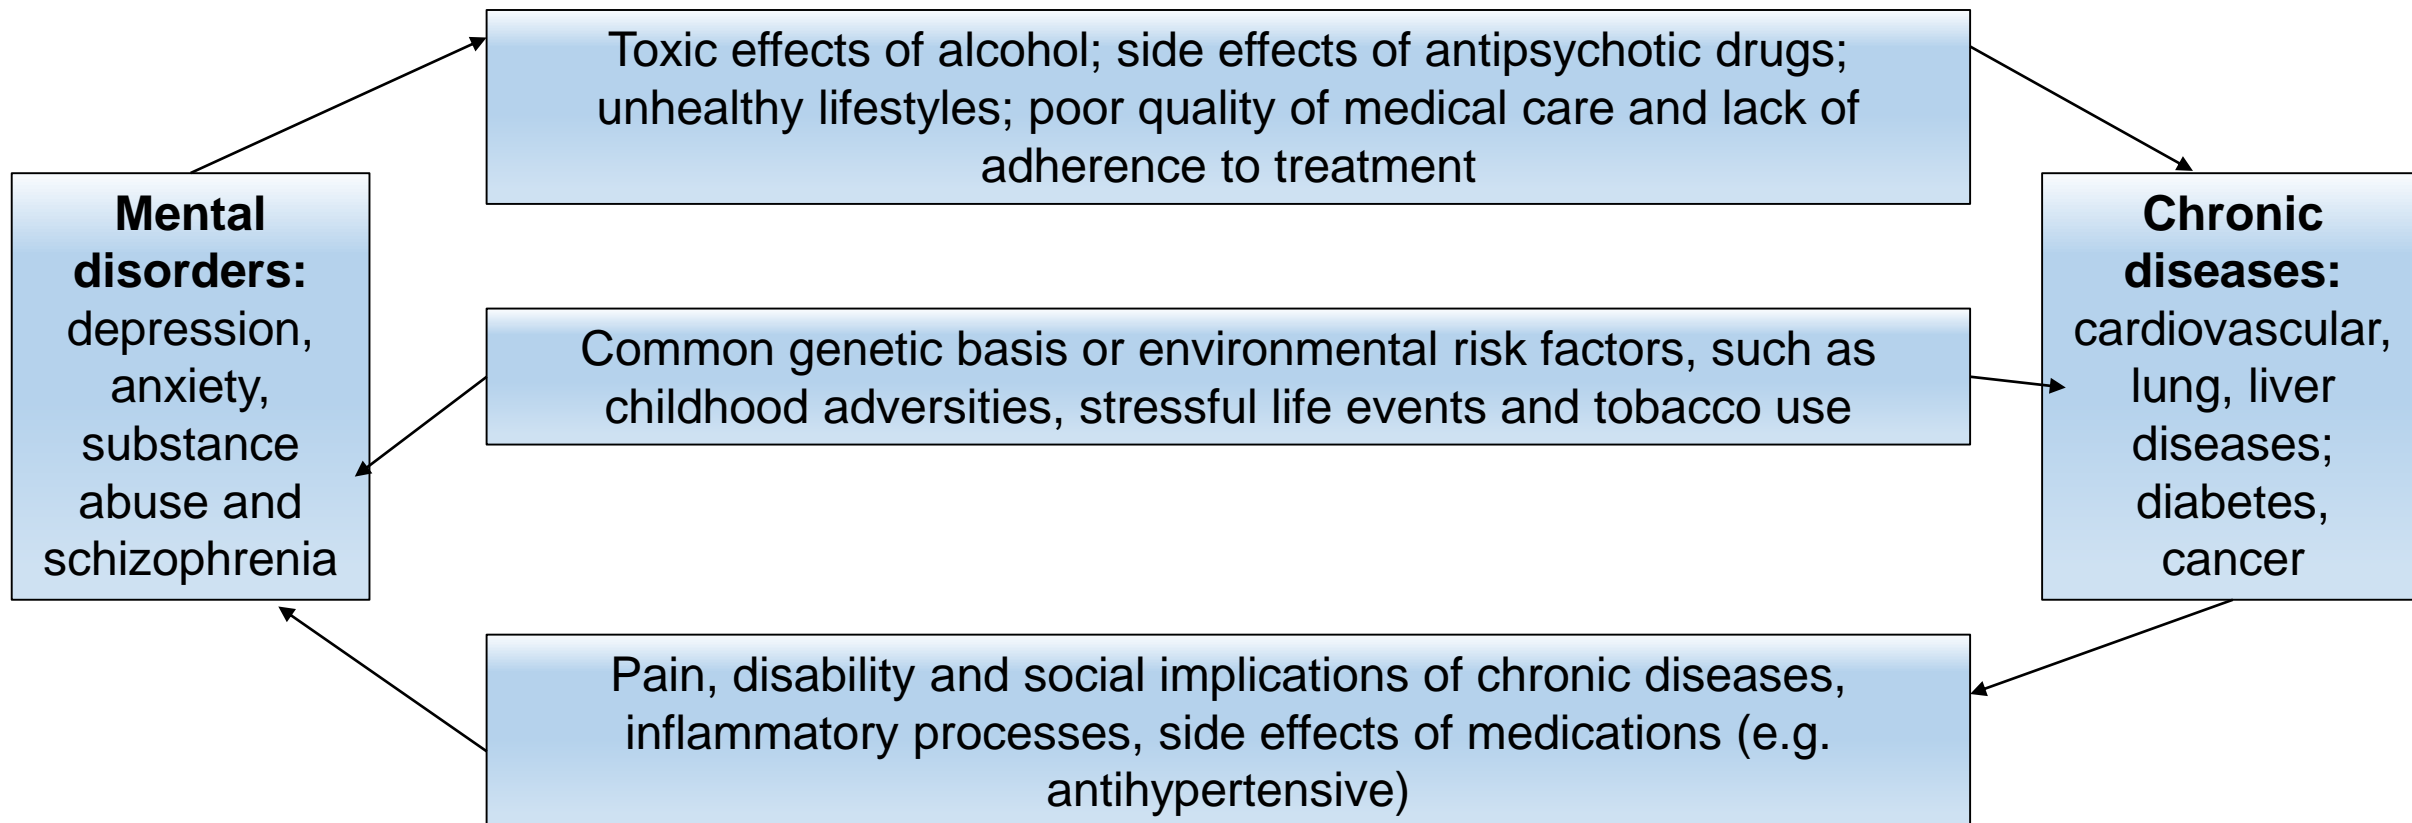 Toxic effects of alcohol; side effects of antipsychotic drugs;
unhealthy lifestyles; poor quality of medical care and lack of
adherence to treatment
Mental
disorders:
depression,
anxiety,
substance
abuse and
schizophrenia
Common genetic basis or environmental risk factors, such as
childhood adversities, stressful life events and tobacco use
Chronic
diseases:
cardiovascular,
lung, liver
diseases;
diabetes,
cancer
Pain, disability and social implications of chronic diseases,
inflammatory processes, side effects of medications (e.g.
antihypertensive)